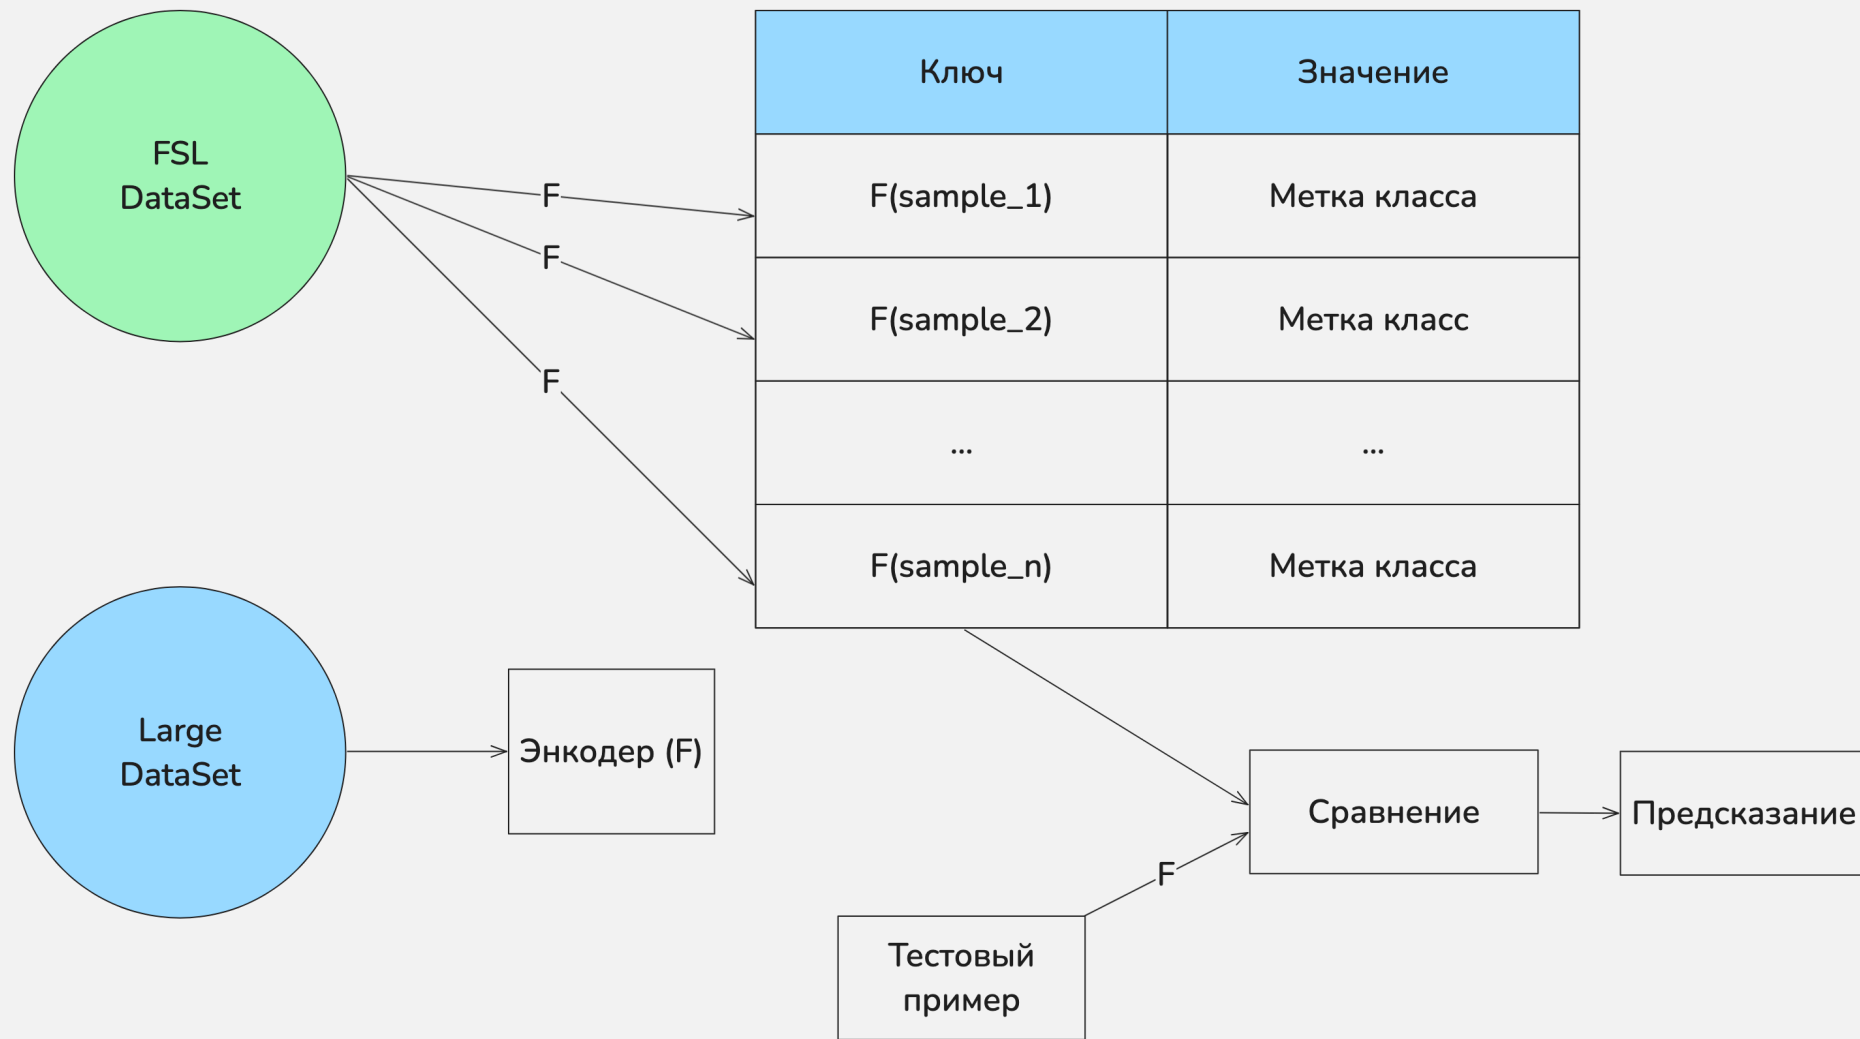 FSL
DataSet
Ключ
Значение
F
F(sample_1)
Метка класса
F
F(sample_2)
Метка класс
F
...
...
F(sample_n)
Метка класса
Large
DataSet
Энкодер (F)
Сравнение
Предсказание
F
Тестовый
пример